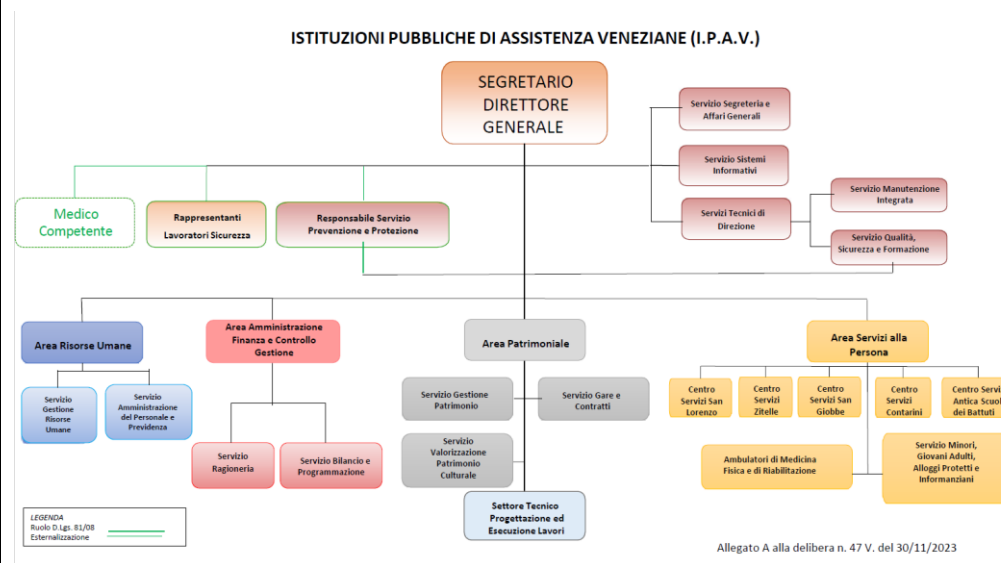 ISTITUZIONI PUBBLICHE DI ASSISTENZA VENEZIANE (I.P.A.V.)
SEGRETARIO
DIRETTORE
GENERALE
Servizio Segreteria e
Affari Generali
Servizio Sistemi
Informativi
Servizi Tecnici di
Direzione
Servizio Manutenzione
Integrata
Servizio Qualità,
Sicurezza e Formazione
Medico
Competente
Rappresentanti
Lavoratori Sicurezza
Responsabile Servizio
Prevenzione e Protezione
Area Risorse Umane
Servizio
Gestione
Risorse
Umane
Servizio
Amministrazione
del Personale e
Previdenza
Area Amministrazione
Finanza e Controllo
Gestione
Servizio
Ragioneria
Servizio Bilancio e
Programmazione
Area Patrimoniale
Servizio Gestione
Patrimonio
Servizio Gare e
Contratti
Servizio
Valorizzazione
Patrimonio
Culturale
Settore Tecnico
Progettazione ed
Esecuzione Lavori
Area Servizi alla
Persona
Centro
Servizi San
Lorenzo
Centro
Servizi
Zitelle
Centro
Servizi San
Giobbe
Centro
Servizi
Contarini
Centro Serviz
Antica Scuol
dei Battuti
Ambulatori di Medicina
Fisica e di Riabilitazione
Servizio Minori,
Giovani Adulti,
Alloggi Protetti e
Informanziani
LEGENDA
Ruolo D.Lgs. 81/08
Esternalizzazione
Allegato A alla delibera n. 47 V. del 30/11/2023